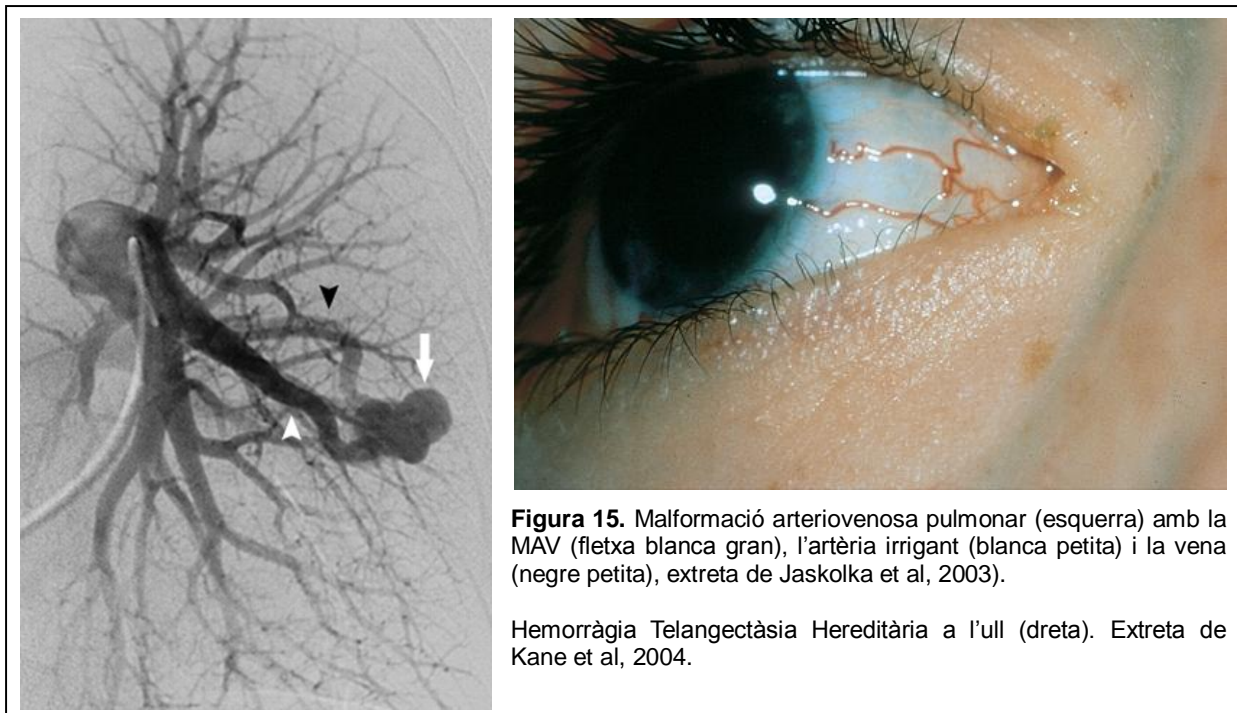 Figura 15. Malformació arteriovenosa pulmonar (esquerra) amb la
MAV (fletxa blanca gran), l'artèria irrigant (blanca petita) i la vena
(negre petita), extreta de Jaskolka et al, 2003).
Hemorràgia Telangectàsia Hereditària a l'ull (dreta). Extreta de
Kane et al, 2004.